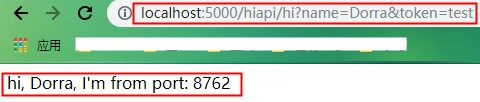 localhost:5000/hiapi/hi?name=Dorra&token=test
应用
hi, Dorra, I'm from port: 8762